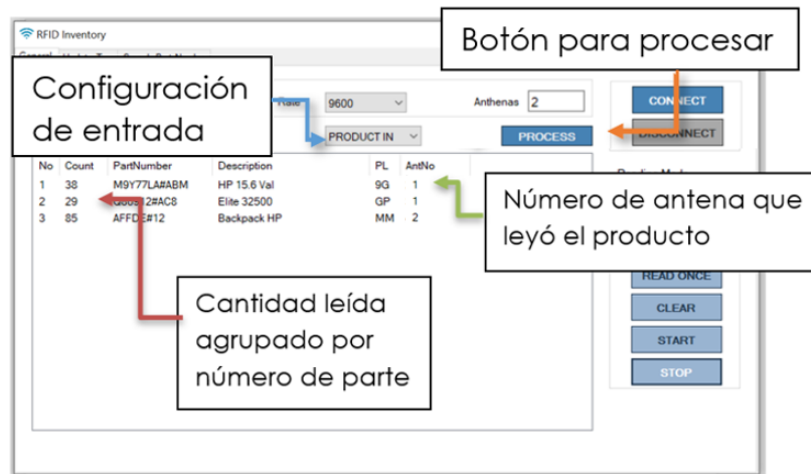 RFID Inventory
Botón para procesar
Configuración
de entrada
Rate 9600 Anthenas 2 CONNECT
PRODUCT IN PROCESS DISCONNECT
No Count PartNumber Description PL AntNo
1 38 M9Y77LA#ABM HP 15.6 Val 9G 1
2 29 #AC8 Elite 32500 GP 1
3 85 AFFDE#12 Backpack HP MM 2
Número de antena que
leyó el producto
Cantidad leída
agrupado por
número de parte
READ ONCE
CLEAR
START
STOP